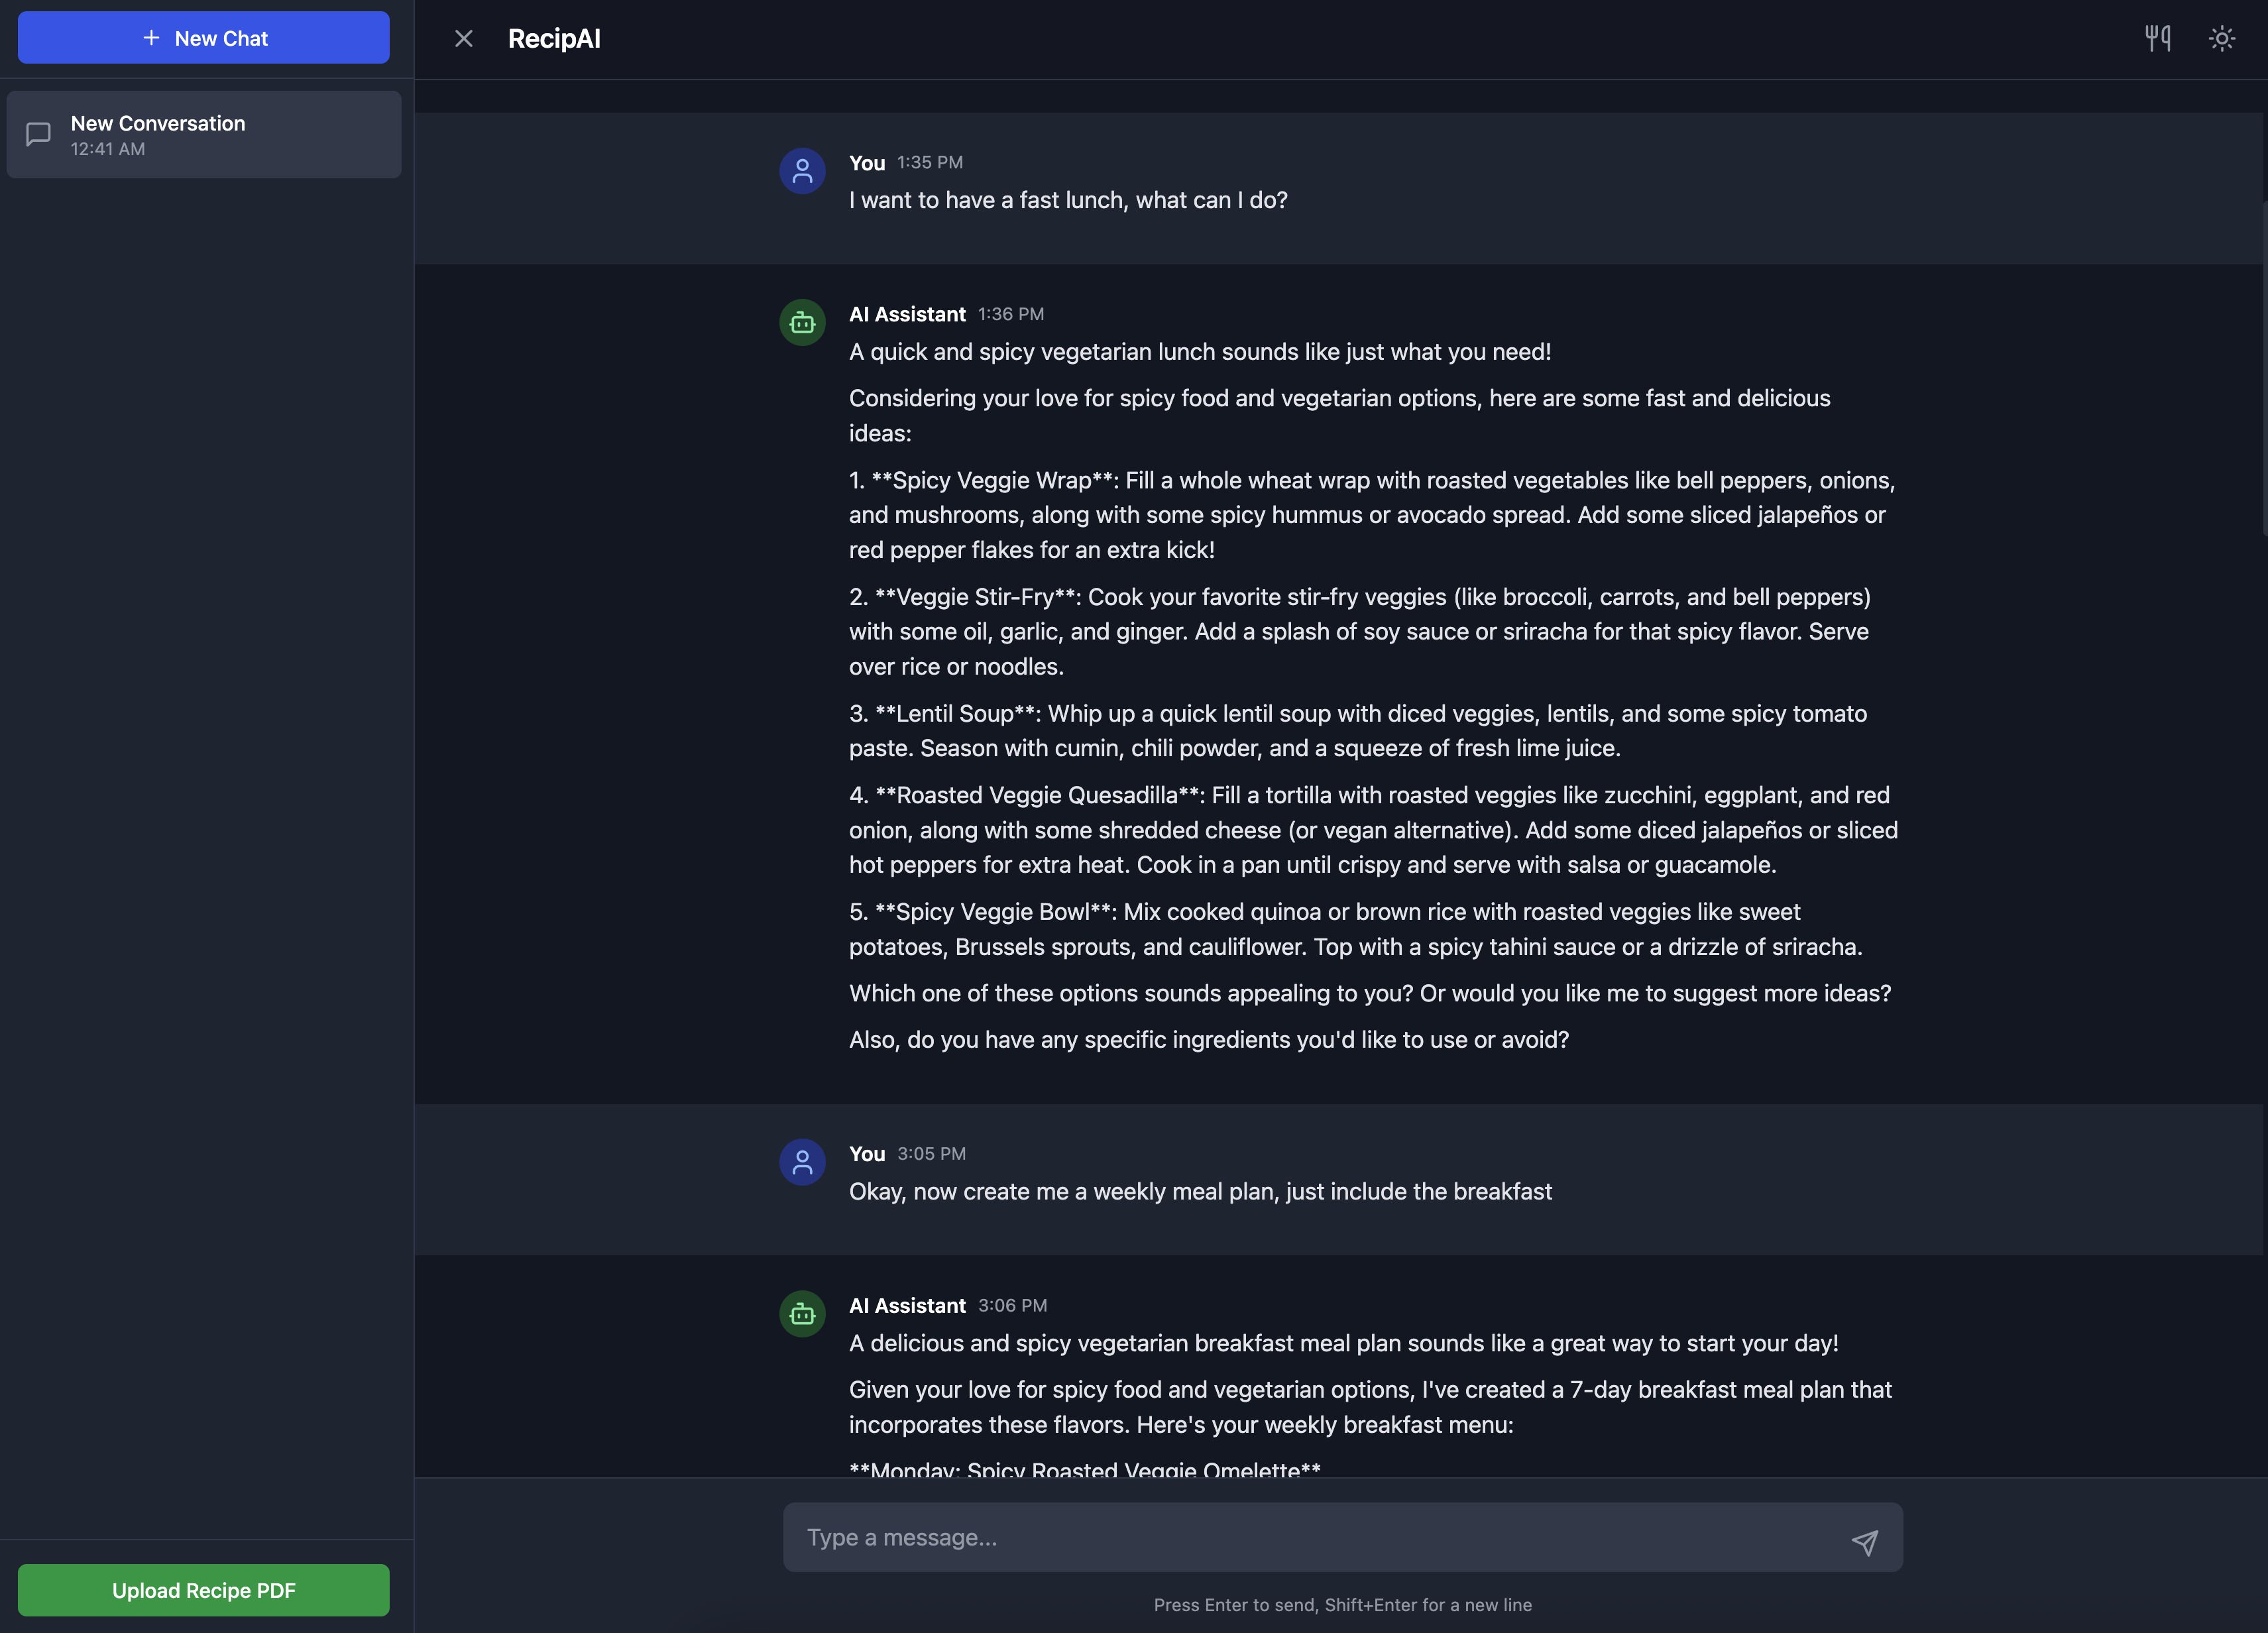 New Chat
New Conversation
12:41 AM
Upload Recipe PDF
RecipAI
You 1:35 PM
I want to have a fast lunch, what can I do?
AI Assistant 1:36 PM
A quick and spicy vegetarian lunch sounds like just what you need!
Considering your love for spicy food and vegetarian options, here are some fast and delicious
ideas:
1. **Spicy Veggie Wrap**: Fill a whole wheat wrap with roasted vegetables like bell peppers, onions,
and mushrooms, along with some spicy hummus or avocado spread. Add some sliced jalapeños or
red pepper flakes for an extra kick!
2. **Veggie Stir-Fry**: Cook your favorite stir-fry veggies (like broccoli, carrots, and bell peppers)
with some oil, garlic, and ginger. Add a splash of soy sauce or sriracha for that spicy flavor. Serve
over rice or noodles.
3. **Lentil Soup**: Whip up a quick lentil soup with diced veggies, lentils, and some spicy tomato
paste. Season with cumin, chili powder, and a squeeze of fresh lime juice.
4. **Roasted Veggie Quesadilla**: Fill a tortilla with roasted veggies like zucchini, eggplant, and red
onion, along with some shredded cheese (or vegan alternative). Add some diced jalapeños or sliced
hot peppers for extra heat. Cook in a pan until crispy and serve with salsa or guacamole.
5. **Spicy Veggie Bowl**: Mix cooked quinoa or brown rice with roasted veggies like sweet
potatoes, Brussels sprouts, and cauliflower. Top with a spicy tahini sauce or a drizzle of sriracha.
Which one of these options sounds appealing to you? Or would you like me to suggest more ideas?
Also, do you have any specific ingredients you'd like to use or avoid?
You 3:05 PM
Okay, now create me a weekly meal plan, just include the breakfast
AI Assistant 3:06 PM
A delicious and spicy vegetarian breakfast meal plan sounds like a great way to start your day!
Given your love for spicy food and vegetarian options, I've created a 7-day breakfast meal plan that
incorporates these flavors. Here's your weekly breakfast menu:
**Monday: Spicy Roasted Veggie Omelette**
Type a message...
Press Enter to send, Shift+Enter for a new line